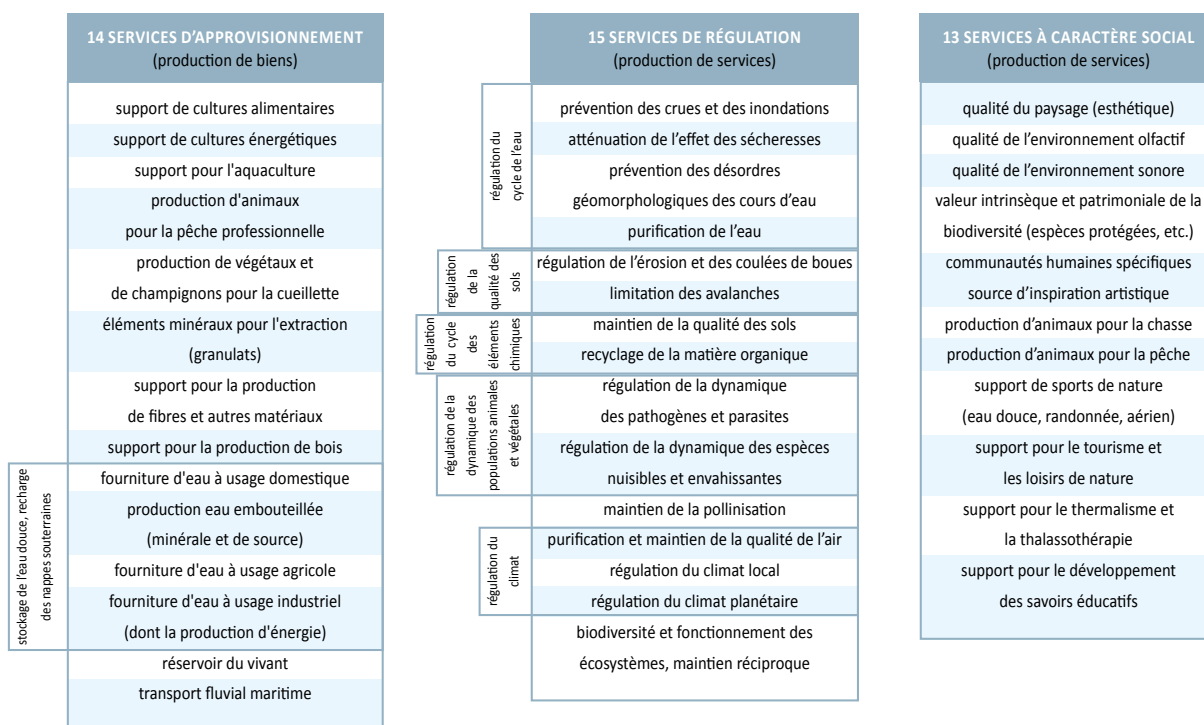 14 SERVICES D’APPROVISIONNEMENT
(production de biens)
support de cultures alimentaires
support de cultures énergétiques
support pour l'aquaculture
production d'animaux
pour la pêche professionnelle
production de végétaux et
de champignons pour la cueillette
éléments minéraux pour l'extraction
(granulats)
support pour la production
de fibres et autres matériaux
support pour la production de bois
stockage de l'eau douce, recharge
des nappes souterraines
fourniture d'eau à usage domestique
production eau embouteillée
(minérale et de source)
fourniture d'eau à usage agricole
fourniture d'eau à usage industriel
(dont la production d'énergie)
réservoir du vivant
transport fluvial maritime
15 SERVICES DE RÉGULATION
(production de services)
régulation du
cycle de l’eau
prévention des crues et des inondations
atténuation de l’effet des sécheresses
prévention des désordres
géomorphologiques des cours d’eau
purification de l’eau
régulation
de la
qualité des
sols
régulation de l’érosion et des coulées de boues
limitation des avalanches
régulation
du cycle
des
éléments
chimiques
maintien de la qualité des sols
recyclage de la matière organique
régulation de la
dynamique des
populations animales
et végétales
régulation de la dynamique
des pathogènes et parasites
régulation de la dynamique des espèces
nuisibles et envahissantes
maintien de la pollinisation
régulation du
climat
purification et maintien de la qualité de l’air
régulation du climat local
régulation du climat planétaire
biodiversité et fonctionnement des
écosystèmes, maintien réciproque
13 SERVICES À CARACTÈRE SOCIAL
(production de services)
qualité du paysage (esthétique)
qualité de l’environnement olfactif
qualité de l’environnement sonore
valeur intrinsèque et patrimoniale de la
biodiversité (espèces protégées, etc.)
communautés humaines spécifiques
source d’inspiration artistique
production d’animaux pour la chasse
production d’animaux pour la pêche
support de sports de nature
(eau douce, randonnée, aérien)
support pour le tourisme et
les loisirs de nature
support pour le thermalisme et
la thalassothérapie
support pour le développement
des savoirs éducatifs